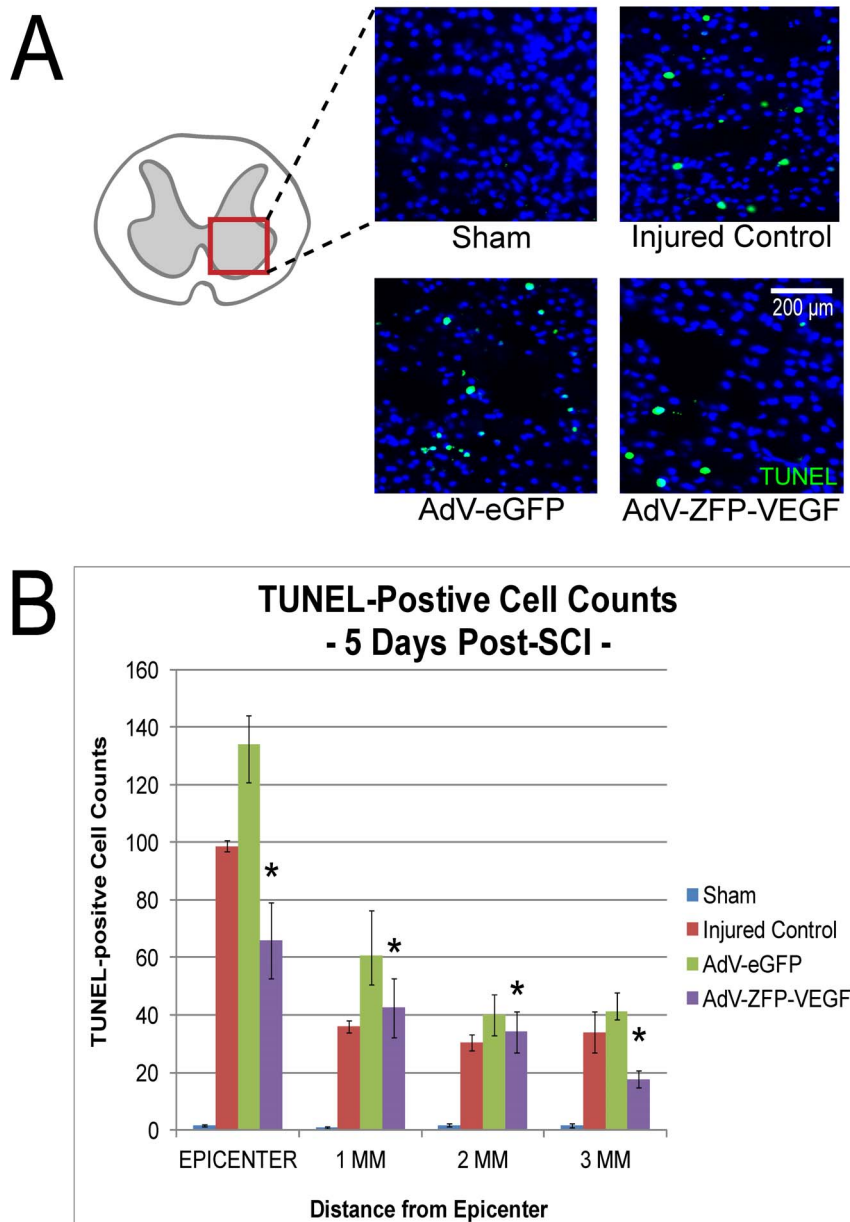 A
Sham
Injured Control
200 µm
TUNEL
AdV-eGFP
AdV-ZFP-VEGF
B
TUNEL-Postive Cell Counts
- 5 Days Post-SCI -
TUNEL-positve Cell Counts
160
140
120
100
80
60
40
20
0
*
*
*
*
EPICENTER
1 MM
2 MM
3 MM
Distance from Epicenter
Sham
Injured Control
AdV-eGFP
AdV-ZFP-VEGF